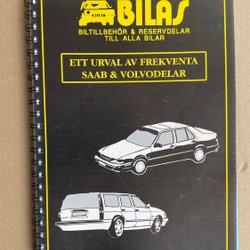 BILAS
BILTILLBEHÖR & RESERVDELAR
TILL ALLA BILAR
ETT URVAL AV FREKVENTA
SAAB & VOLVODELAR